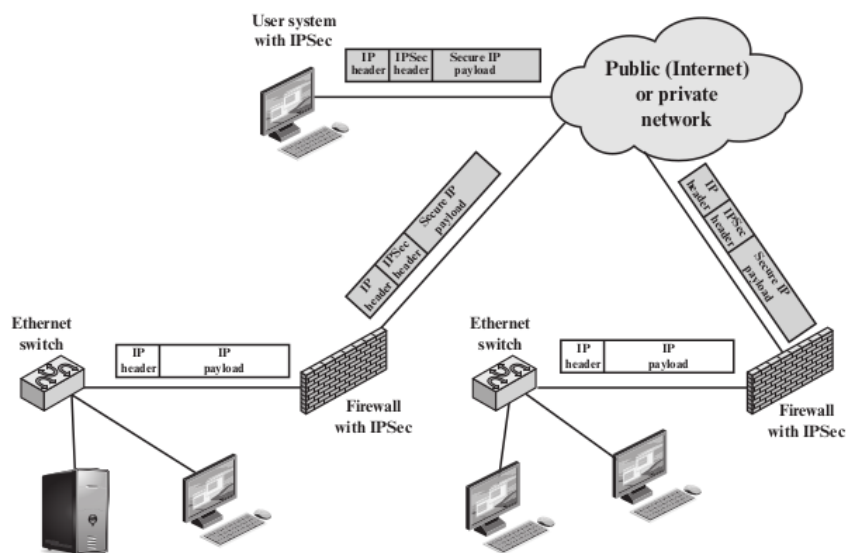 User system
with IPSec
IP
header
IPSec
header
Secure IP
payload
Public (Internet)
or private
network
IP
header
IPSec
header
Secure IP
payload
IP
header
IPSec
header
Secure IP
payload
Ethernet
switch
IP
header
IP
payload
Firewall
with IPSec
Ethernet
switch
IP
header
IP
payload
Firewall
with IPSec